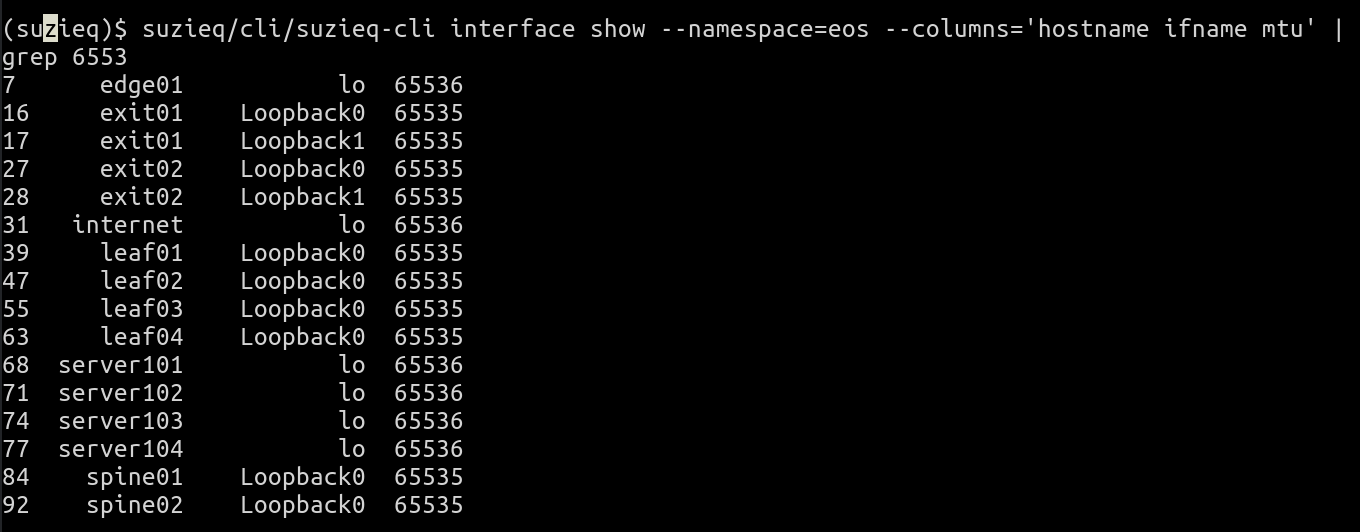 (suzieq)$ suzieq/cli/suzieq-cli interface show --namespace=eos --columns='hostname ifname mtu' |
grep 6553
7      edge01           lo  65536
16     exit01    Loopback0  65535
17     exit01    Loopback1  65535
27     exit02    Loopback0  65535
28     exit02    Loopback1  65535
31   internet           lo  65536
39     leaf01    Loopback0  65535
47     leaf02    Loopback0  65535
55     leaf03    Loopback0  65535
63     leaf04    Loopback0  65535
68  server101           lo  65536
71  server102           lo  65536
74  server103           lo  65536
77  server104           lo  65536
84    spine01    Loopback0  65535
92    spine02    Loopback0  65535